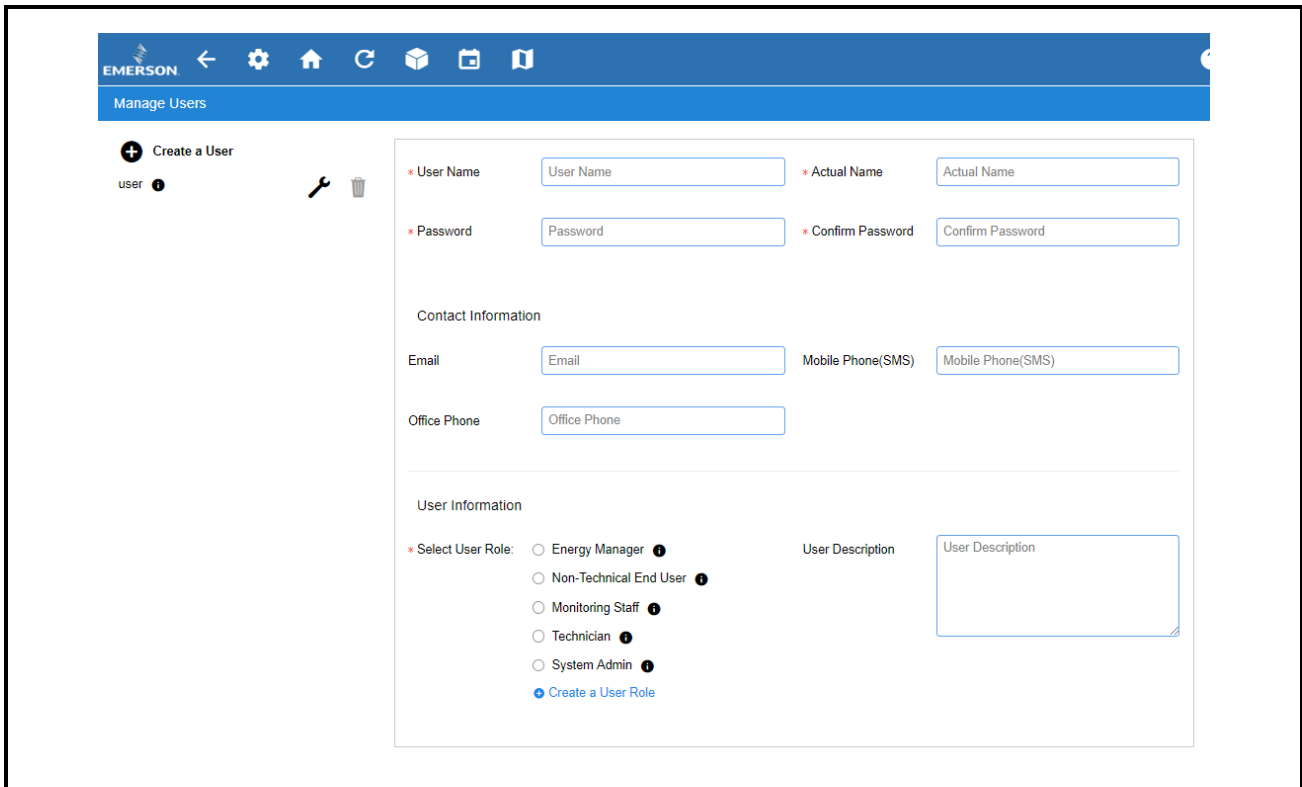 EMERSON.
Manage Users
Create a User
user
* User Name User Name * Actual Name Actual Name
* Password Password * Confirm Password Confirm Password
Contact Information
Email Email Mobile Phone(SMS) Mobile Phone(SMS)
Office Phone Office Phone
User Information
* Select User Role: Energy Manager User Description User Description
Non-Technical End User
Monitoring Staff
Technician
System Admin
Create a User Role